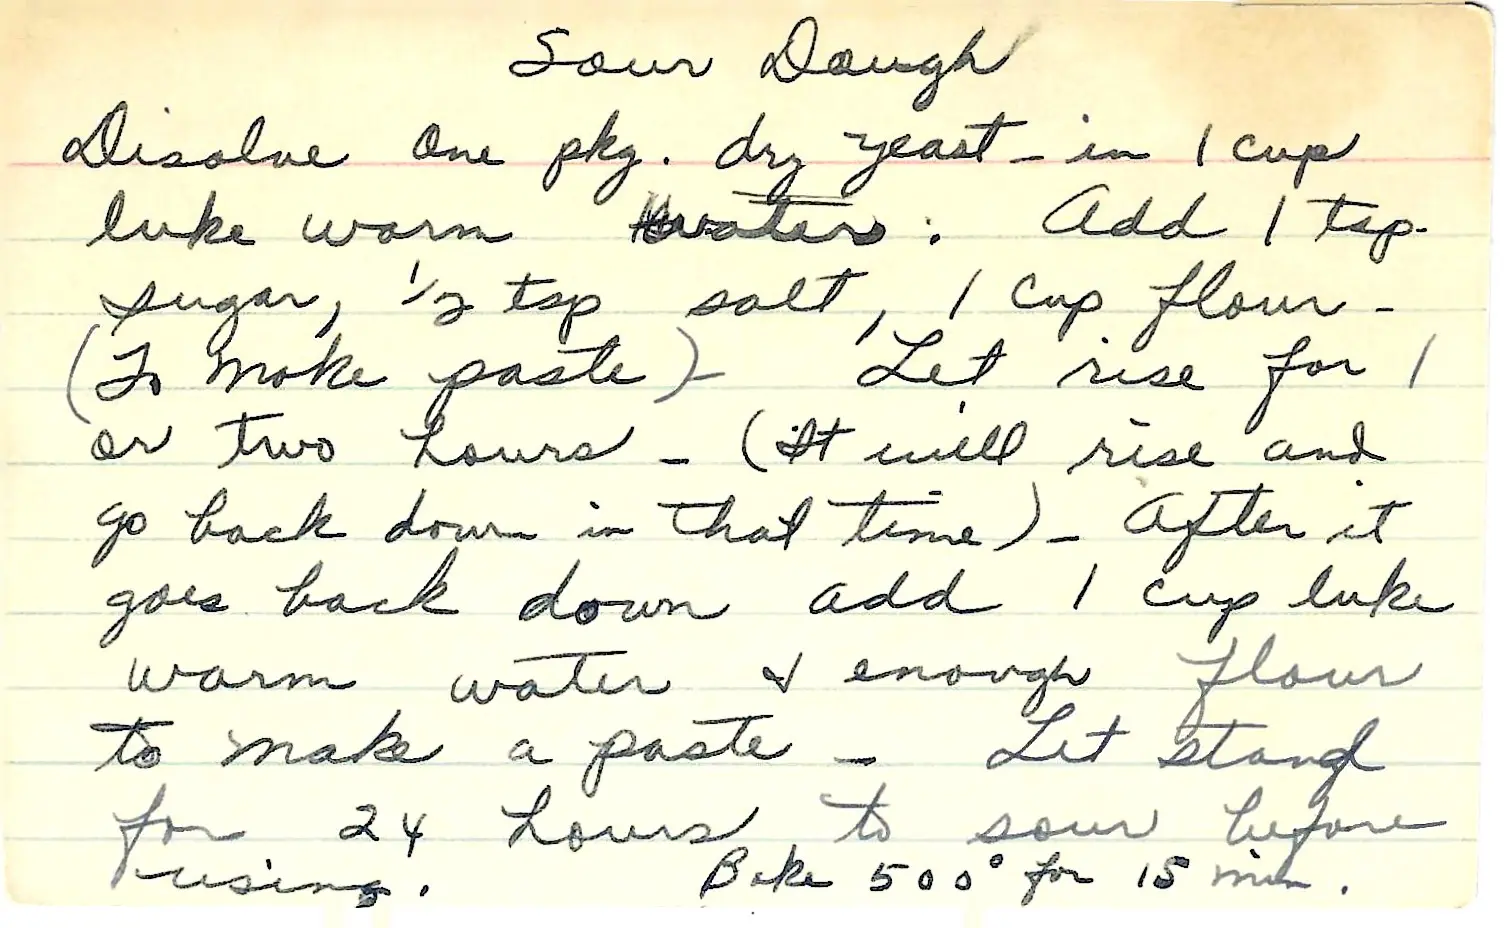 Sour Dough
Disolve one pkg. dry yeast - in 1 cup
luke warm water. Add 1 tsp.
sugar, 1/2 tsp salt, 1 cup flour -
(To make paste) - Let rise for 1
or two hours - (it will rise and
go back down in that time) - After it
goes back down add 1 cup luke
warm water & enough flour
to make a paste - Let stand
for 24 hours to sour before
using. Bake 500° for 15 min.